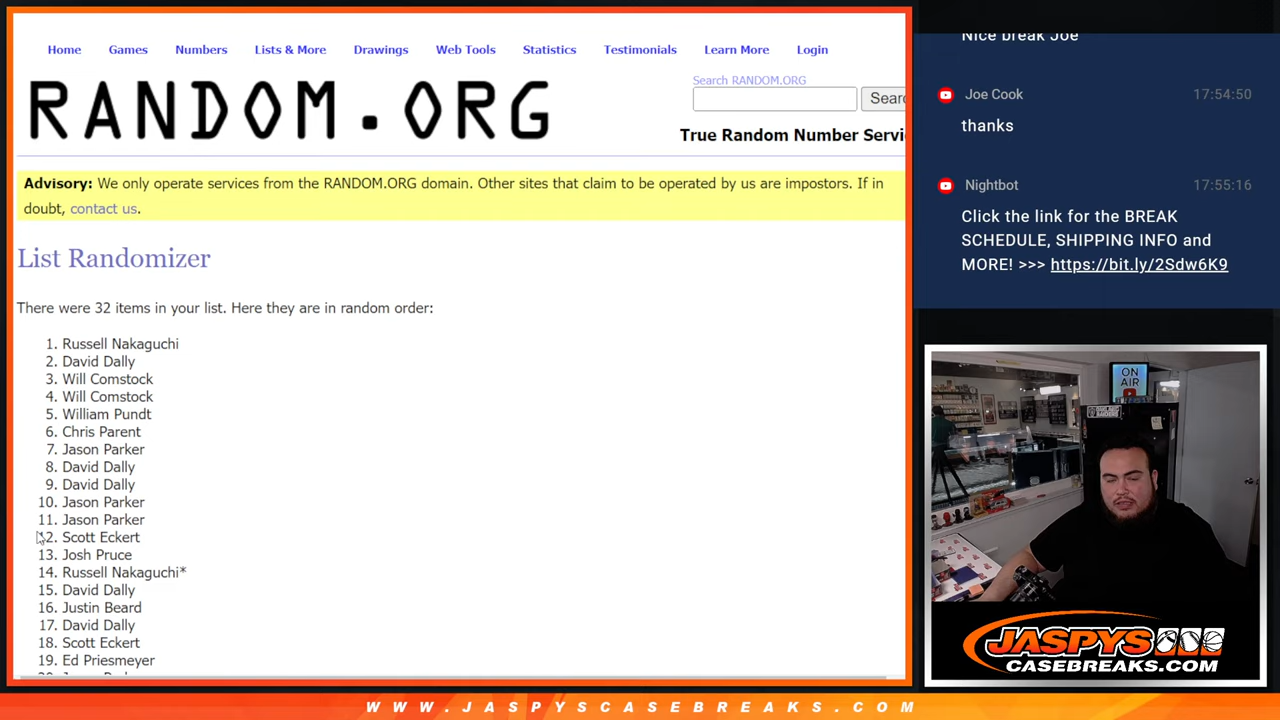 Home Games Numbers Lists & More Drawings Web Tools Statistics Testimonials Learn More Login
RANDOM.ORG
Search RANDOM.ORG
True Random Number Servi
Advisory: We only operate services from the RANDOM.ORG domain. Other sites that claim to be operated by us are impostors. If in
doubt, contact us.
List Randomizer
There were 32 items in your list. Here they are in random order:
1. Russell Nakaguchi
2. David Dally
3. Will Comstock
4. Will Comstock
5. William Pundt
6. Chris Parent
7. Jason Parker
8. David Dally
9. David Dally
10. Jason Parker
11. Jason Parker
12. Scott Eckert
13. Josh Pruce
14. Russell Nakaguchi*
15. David Dally
16. Justin Beard
17. David Dally
18. Scott Eckert
19. Ed Priesmeyer
Nice break Joe
Joe Cook 17:54:50
thanks
Nightbot 17:55:16
Click the link for the BREAK
SCHEDULE, SHIPPING INFO and
MORE! >>> https://bit.ly/2Sdw6K9
ON
AIR
JASPYS
CASEBREAKS.COM
WWW.JASPYSCASEBREAKS.COM